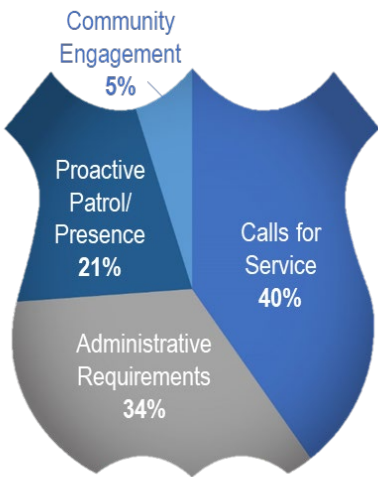 Community
Engagement
5%
Proactive
Patrol/
Presence
21%
Calls for
Service
40%
Administrative
Requirements
34%